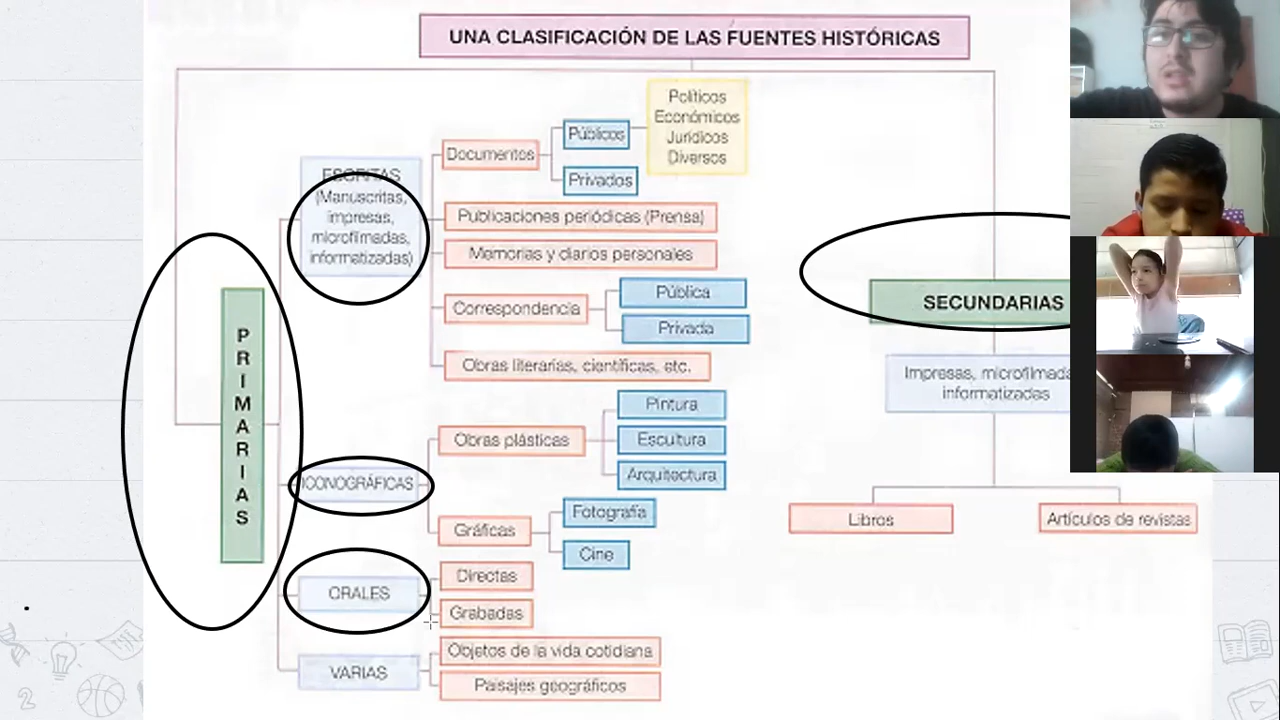 UNA CLASIFICACIÓN DE LAS FUENTES HISTÓRICAS
PRIMARIAS
ESCRITAS
(Manuscritas,
impresas,
microfilmadas,
informatizadas)
Documentos
Públicos
Políticos
Económicos
Jurídicos
Diversos
Privados
Publicaciones periódicas (Prensa)
Memorias y diarios personales
Correspondencia
Pública
Privada
Obras literarias, científicas, etc.
ICONOGRÁFICAS
Obras plásticas
Pintura
Escultura
Arquitectura
Gráficas
Fotografía
Cine
ORALES
Directas
Grabadas
VARIAS
Objetos de la vida cotidiana
Paisajes geográficos
SECUNDARIAS
Impresas, microfilmada
informatizadas
Libros
Artículos de revistas